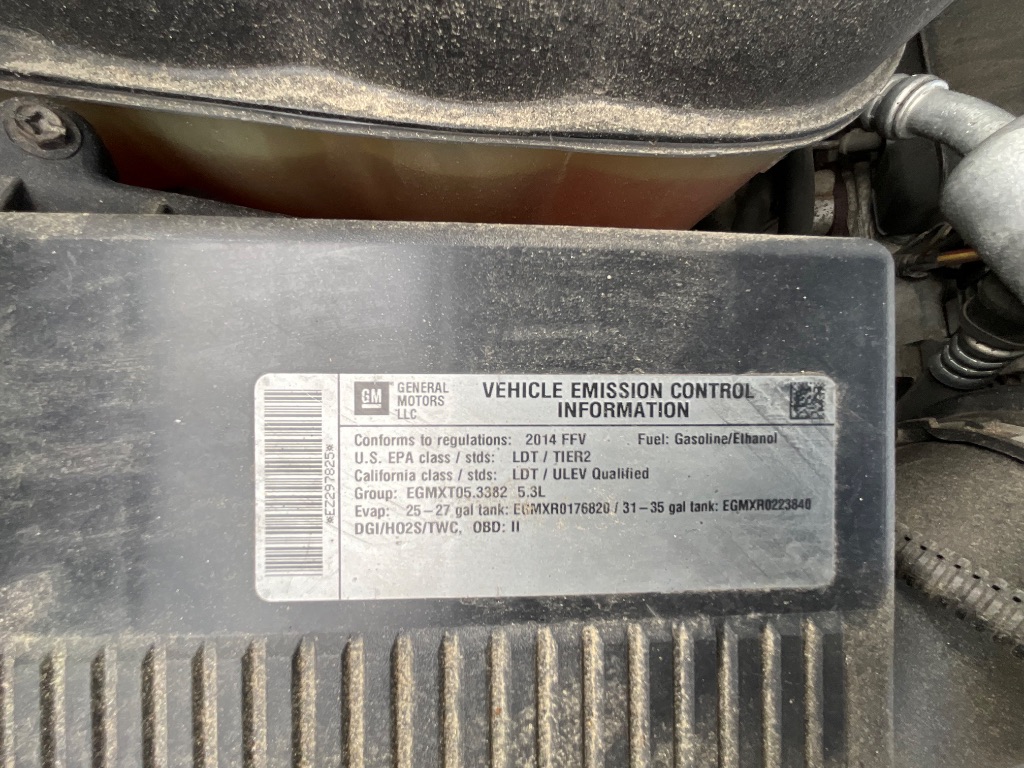 GM
GENERAL
MOTORS
LLC
VEHICLE EMISSION CONTROL
INFORMATION
Conforms to regulations: 2014 FFV Fuel: Gasoline/Ethanol
U.S. EPA class / stds: LDT / TIER2
California class / stds: LDT / ULEV Qualified
Group: EGMXT05.3382 5.3L
Evap: 25-27 gal tank: EGMXR0176820 / 31-35 gal tank: EGMXR0223840
DGI/HO2S/TWC, OBD: II
*EZ297825*